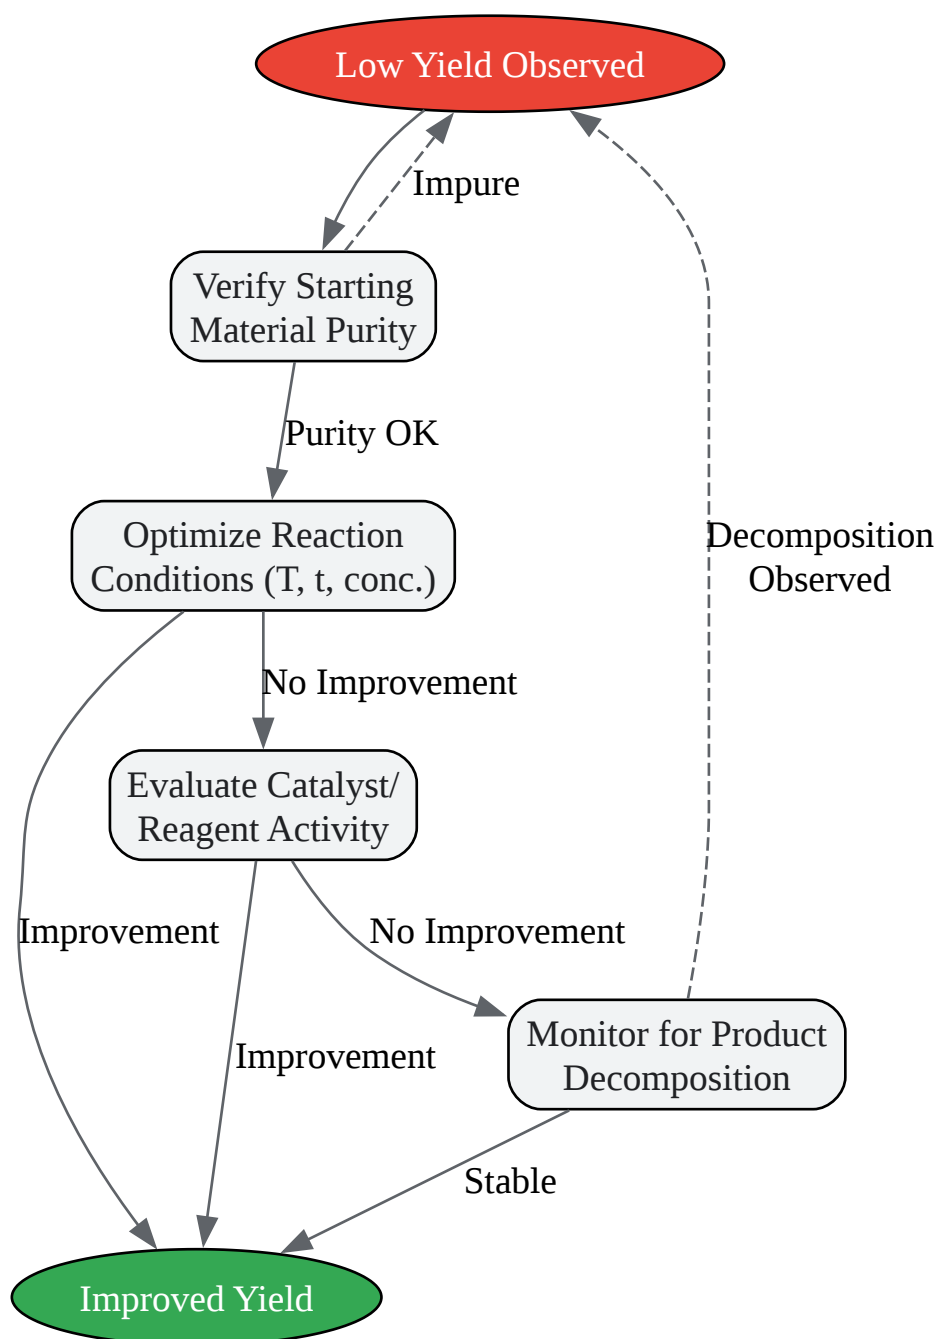 Low Yield Observed
Impure
Verify Starting
Material Purity
Purity OK
Optimize Reaction
Conditions (T, t, conc.)
Decomposition
Observed
No Improvement
Evaluate Catalyst/
Reagent Activity
Improvement
No Improvement
Monitor for Product
Decomposition
Improvement
Stable
Improved Yield